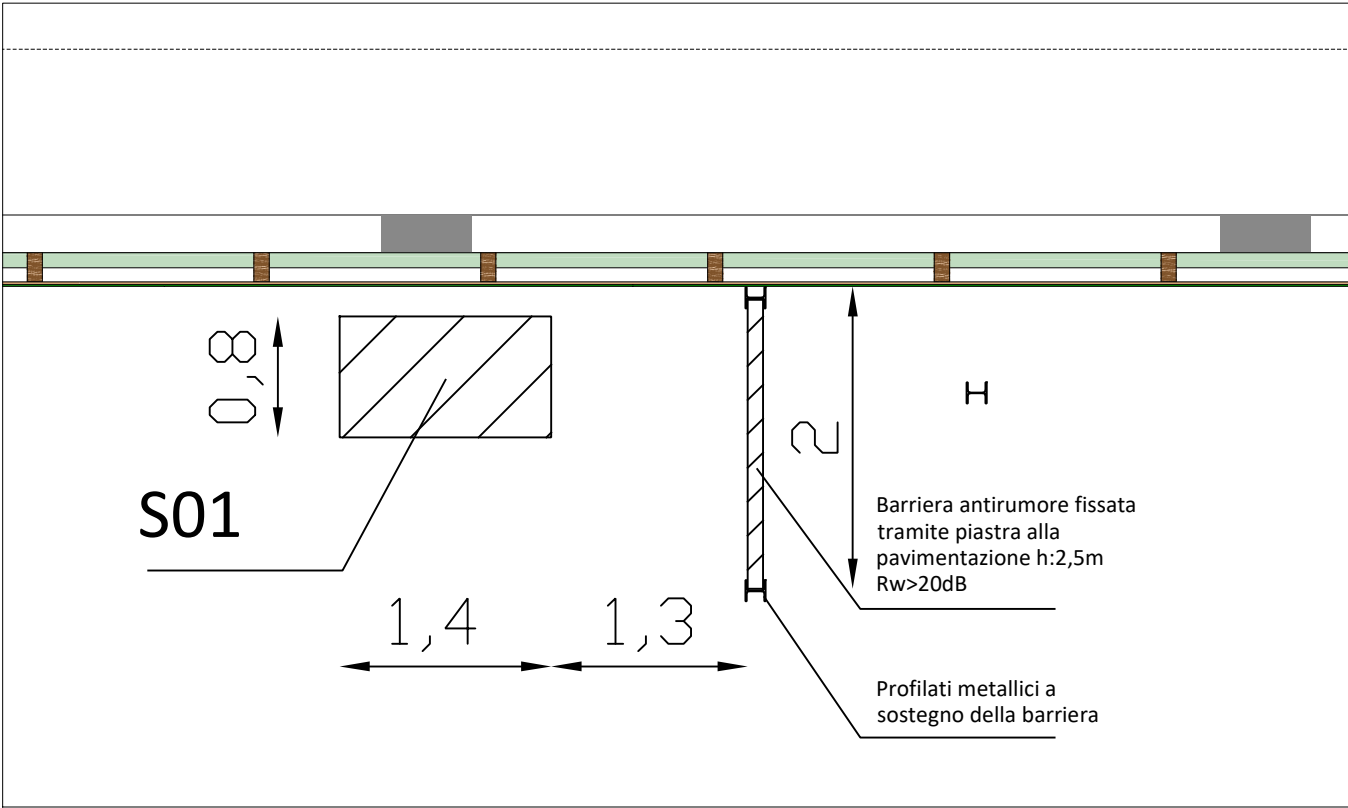 0,8
S01
1,4
1,3
2
Barriera antirumore fissata
tramite piastra alla
pavimentazione h:2,5m
Rw>20dB
Profilati metallici a
sostegno della barriera